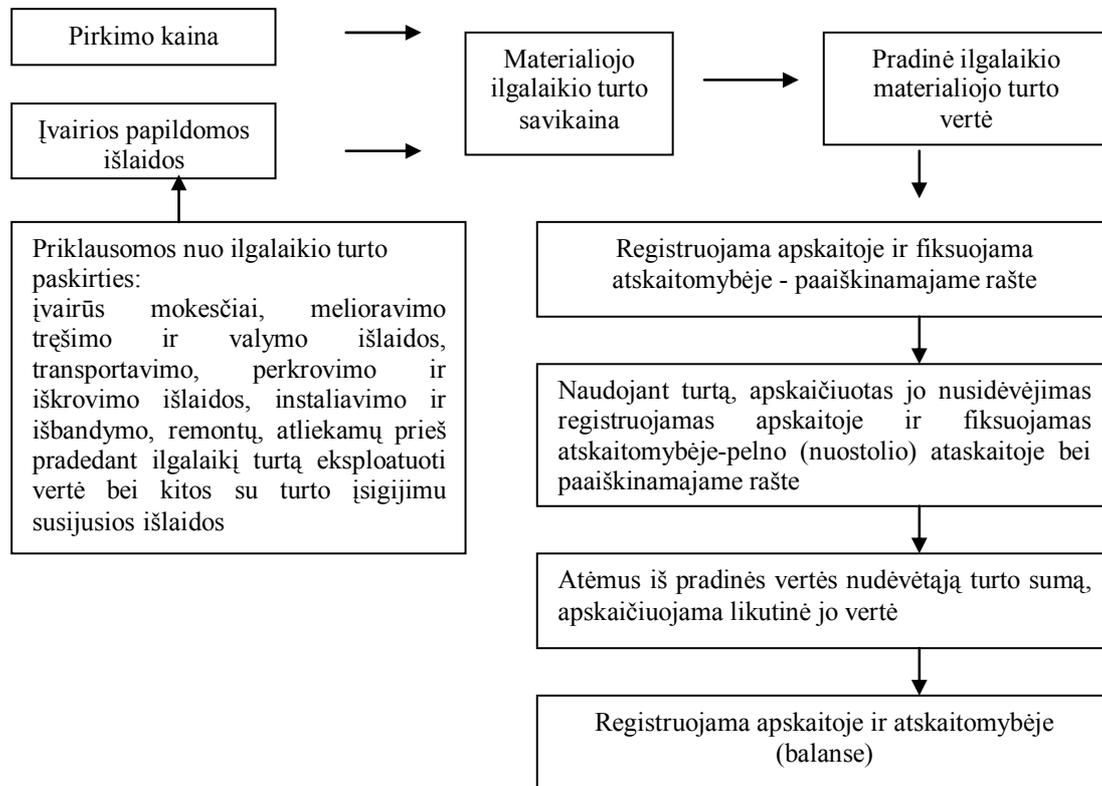 Pirkimo kaina
Įvairios papildomos
išlaidos
Materialiojo
ilgalaikio turto
savikaina
Pradinė ilgalaikio
materialiojo turto
vertė
Priklausomos nuo ilgalaikio turto
paskirties:
įvairūs mokesčiai, melioravimo
tręšimo ir valymo išlaidos,
transportavimo, perkrovimo ir
iškrovimo išlaidos, instaliavimo ir
išbandymo, remontų, atliekamų prieš
pradedant ilgalaikį turtą eksploatuoti
vertė bei kitos su turto įsigijimu
susijusios išlaidos
Registruojama apskaitoje ir fiksuojama
atskaitomybėje - paaiškinamajame rašte
Naudojant turtą, apskaičiuotas jo nusidėvėjimas
registruojamas apskaitoje ir fiksuojamas
atskaitomybėje-pelno (nuostolio) ataskaitoje bei
paaiškinamajame rašte
Atėmus iš pradinės vertės nudėvėtąją turto sumą,
apskaičiuojama likutinė jo vertė
Registruojama apskaitoje ir atskaitomybėje
(balanse)